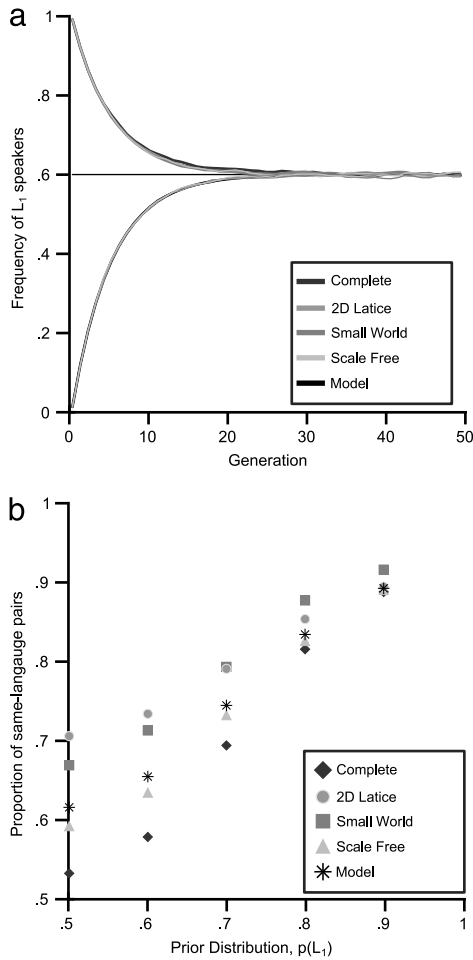 a
1
.8
.6
.4
.2
0
Frequency of L1 speakers
Complete
2D Latice
Small World
Scale Free
Model
0 10 20 30 40 50
Generation
b
1
.9
.8
.7
.6
.5
Proportion of same-langauge pairs
Complete
2D Latice
Small World
Scale Free
Model
.5 .6 .7 .8 .9 1
Prior Distribution, p(L1)